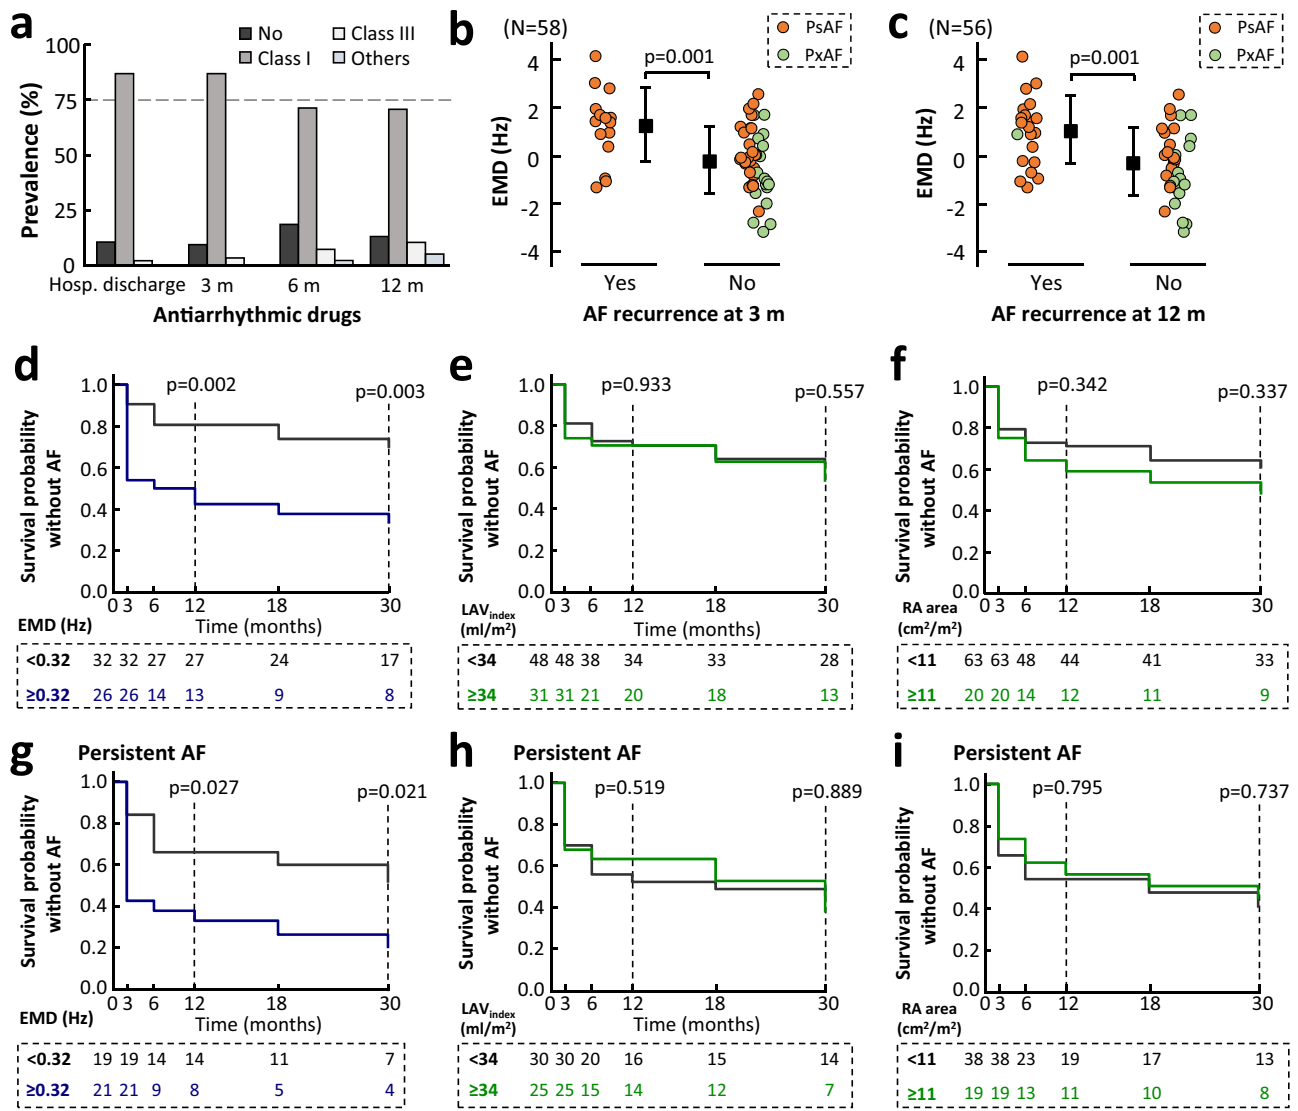 a
No
Class III
Class I
Others
100
75
50
25
0
Prevalence (%)
Hosp. discharge 3 m 6 m 12 m
Antiarrhythmic drugs
b
(N=58)
PsAF
PxAF
p=0.001
4
2
0
-2
-4
EMD (Hz)
Yes No
AF recurrence at 3 m
c
(N=56)
PsAF
PxAF
p=0.001
4
2
0
-2
-4
EMD (Hz)
Yes No
AF recurrence at 12 m
d
p=0.002
p=0.003
1.0
0.8
0.6
0.4
0.2
0.0
Survival probability
without AF
0 3 6 12 18 30
Time (months)
EMD (Hz)
<0.32 32 32 27 27 24 17
≥0.32 26 26 14 13 9 8
e
p=0.933
p=0.557
1.0
0.8
0.6
0.4
0.2
0.0
Survival probability
without AF
0 3 6 12 18 30
Time (months)
LAVindex
(ml/m²)
<34 48 48 38 34 33 28
≥34 31 31 21 20 18 13
f
p=0.342
p=0.337
1.0
0.8
0.6
0.4
0.2
0.0
Survival probability
without AF
0 3 6 12 18 30
Time (months)
RA area
(cm²/m²)
<11 63 63 48 44 41 33
≥11 20 20 14 12 11 9
g
Persistent AF
p=0.027
p=0.021
1.0
0.8
0.6
0.4
0.2
0.0
Survival probability
without AF
0 3 6 12 18 30
Time (months)
EMD (Hz)
<0.32 19 19 14 14 11 7
≥0.32 21 21 9 8 5 4
h
Persistent AF
p=0.519
p=0.889
1.0
0.8
0.6
0.4
0.2
0.0
Survival probability
without AF
0 3 6 12 18 30
Time (months)
LAVindex
(ml/m²)
<34 30 30 20 16 15 14
≥34 25 25 15 14 12 7
i
Persistent AF
p=0.795
p=0.737
1.0
0.8
0.6
0.4
0.2
0.0
Survival probability
without AF
0 3 6 12 18 30
Time (months)
RA area
(cm²/m²)
<11 38 38 23 19 17 13
≥11 19 19 13 11 10 8